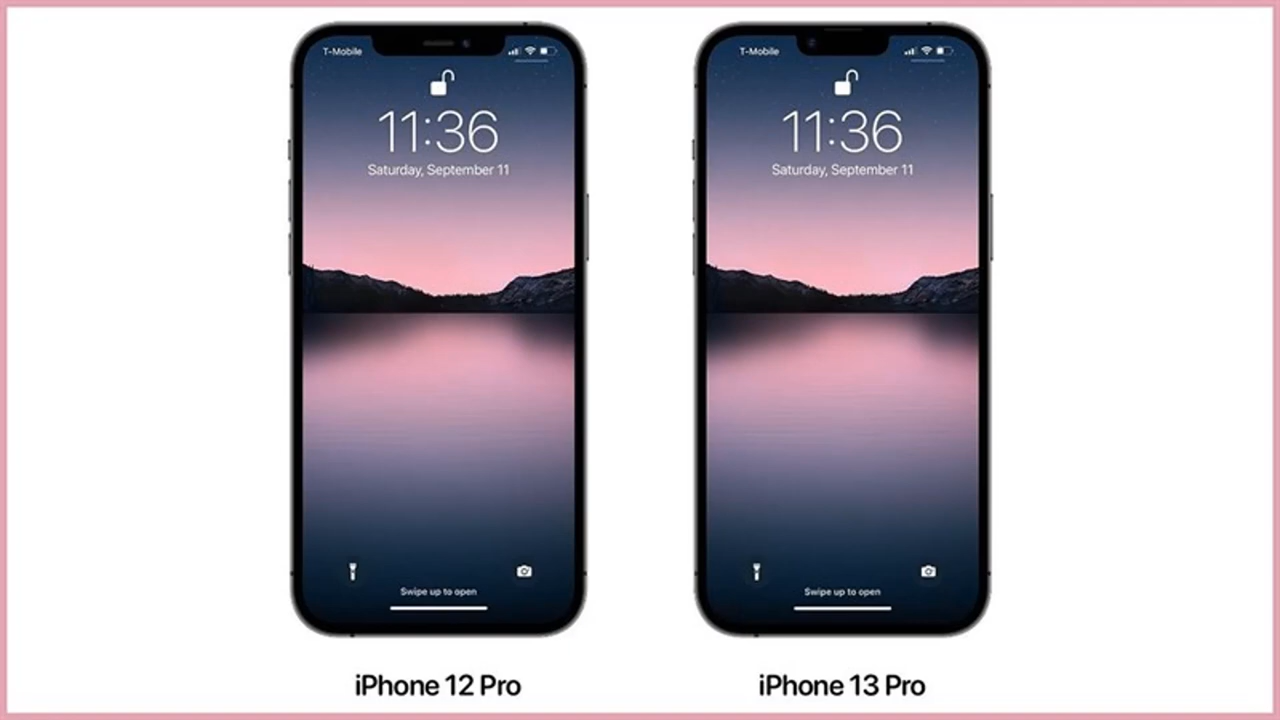 T-Mobile
11:36
Saturday, September 11
Swipe up to open
iPhone 12 Pro
T-Mobile
11:36
Saturday, September 11
Swipe up to open
iPhone 13 Pro